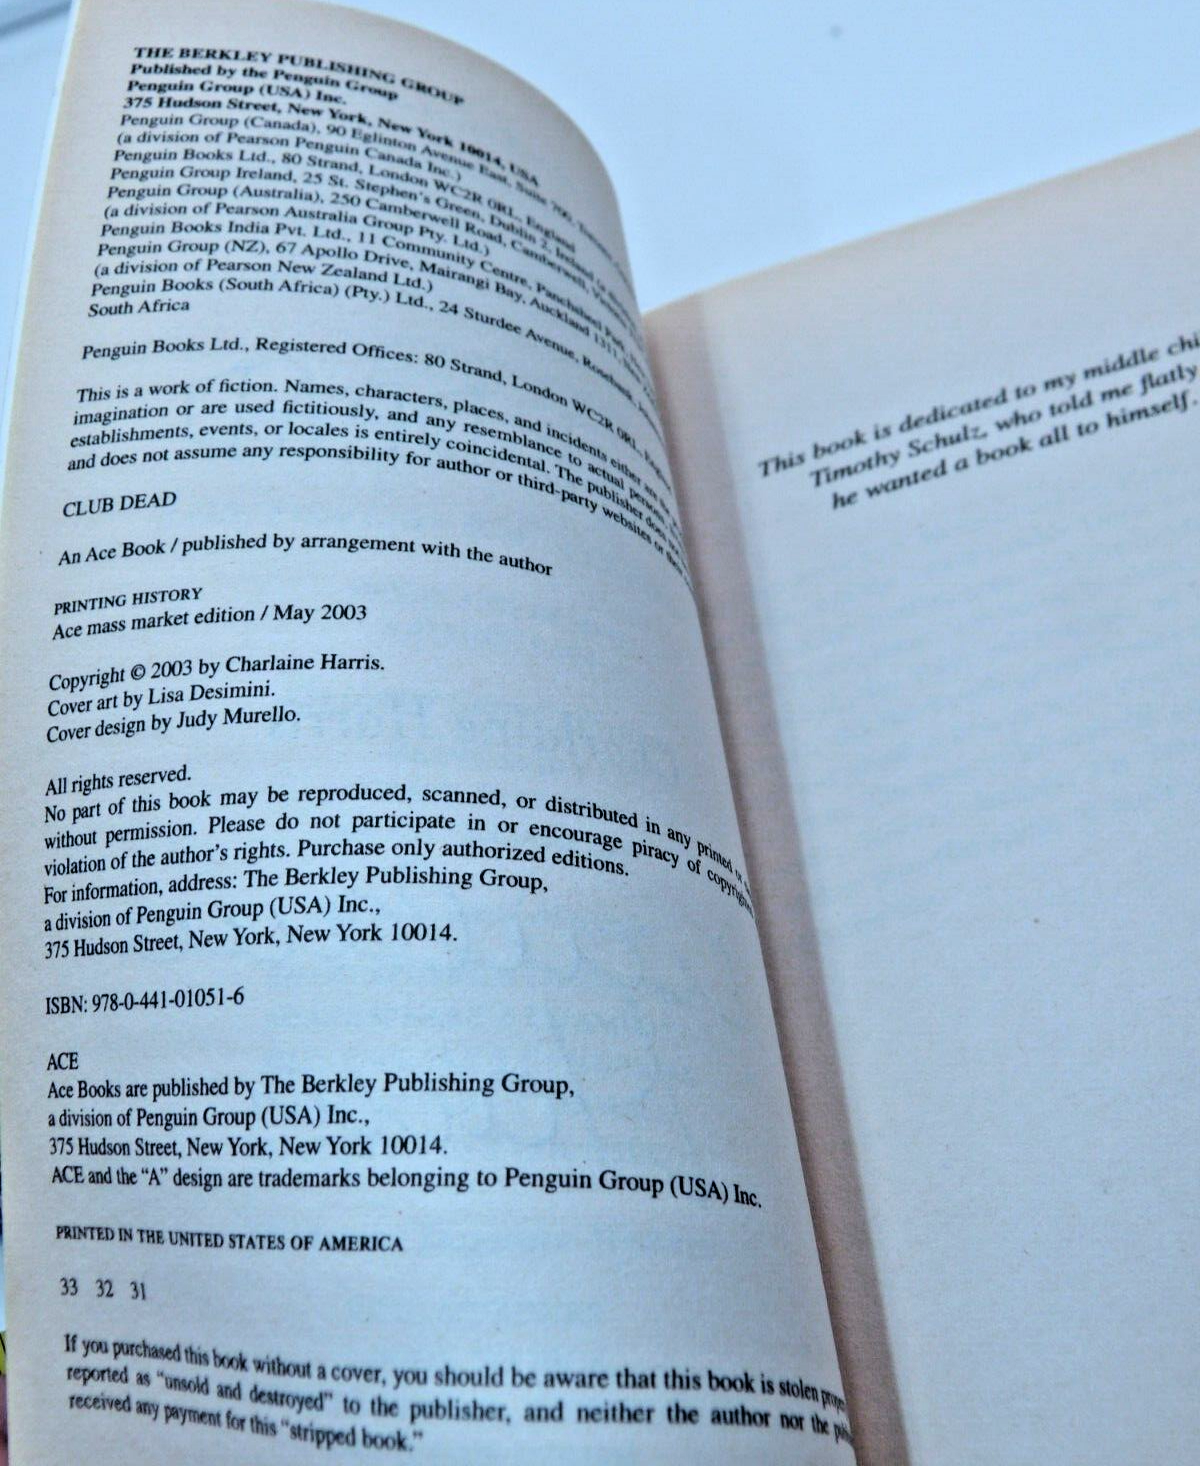 THE BERKLEY PUBLISHING GROUP
Published by the Penguin Group
Penguin Group (USA) Inc.
375 Hudson Street, New York, New York 10014, USA
Penguin Group (Canada), 90 Eglinton Avenue East, Suite 700,
(a division of Pearson Penguin Canada Inc.)
Penguin Books Ltd., 80 Strand, London WC2R 0RL, England
Penguin Group Ireland, 25 St. Stephen's Green, Dublin 2, Ireland (a
Penguin Group (Australia), 250 Camberwell Road, Camberwell,
(a division of Pearson Australia Group Pty. Ltd.)
Penguin Books India Pvt. Ltd., 11 Community Centre, Panchsheel Park,
Penguin Group (NZ), 67 Apollo Drive, Mairangi Bay, Auckland 1311,
(a division of Pearson New Zealand Ltd.)
Penguin Books (South Africa) (Pty.) Ltd., 24 Sturdee Avenue, Rosebank,
South Africa
Penguin Books Ltd., Registered Offices: 80 Strand, London WC2R 0RL,
This is a work of fiction. Names, characters, places, and incidents either are the
imagination or are used fictitiously, and any resemblance to actual persons,
establishments, events, or locales is entirely coincidental. The publisher does not
and does not assume any responsibility for author or third-party websites or their
CLUB DEAD
An Ace Book / published by arrangement with the author
PRINTING HISTORY
Ace mass market edition / May 2003
Copyright © 2003 by Charlaine Harris.
Cover art by Lisa Desimini.
Cover design by Judy Murello.
All rights reserved.
No part of this book may be reproduced, scanned, or distributed in any printed or
without permission. Please do not participate in or encourage piracy of
violation of the author's rights. Purchase only authorized editions.
For information, address: The Berkley Publishing Group,
a division of Penguin Group (USA) Inc.,
375 Hudson Street, New York, New York 10014.
ISBN: 978-0-441-01051-6
ACE
Ace Books are published by The Berkley Publishing Group,
a division of Penguin Group (USA) Inc.,
375 Hudson Street, New York, New York 10014.
ACE and the "A" design are trademarks belonging to Penguin Group (USA) Inc.
PRINTED IN THE UNITED STATES OF AMERICA
33 32 31
If you purchased this book without a cover, you should be aware that this book is stolen
reported as "unsold and destroyed" to the publisher, and neither the author nor the
received any payment for this "stripped book."
This book is dedicated to my middle chi
Timothy Schulz, who told me flatly
he wanted a book all to himself.